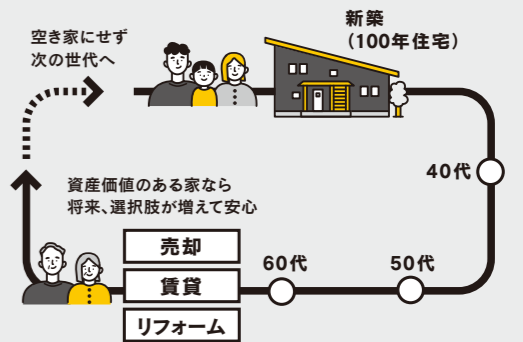 空き家にせず
次の世代へ
新築
（100年住宅）
40代
50代
60代
資産価値のある家なら
将来、選択肢が増えて安心
売却
賃貸
リフォーム